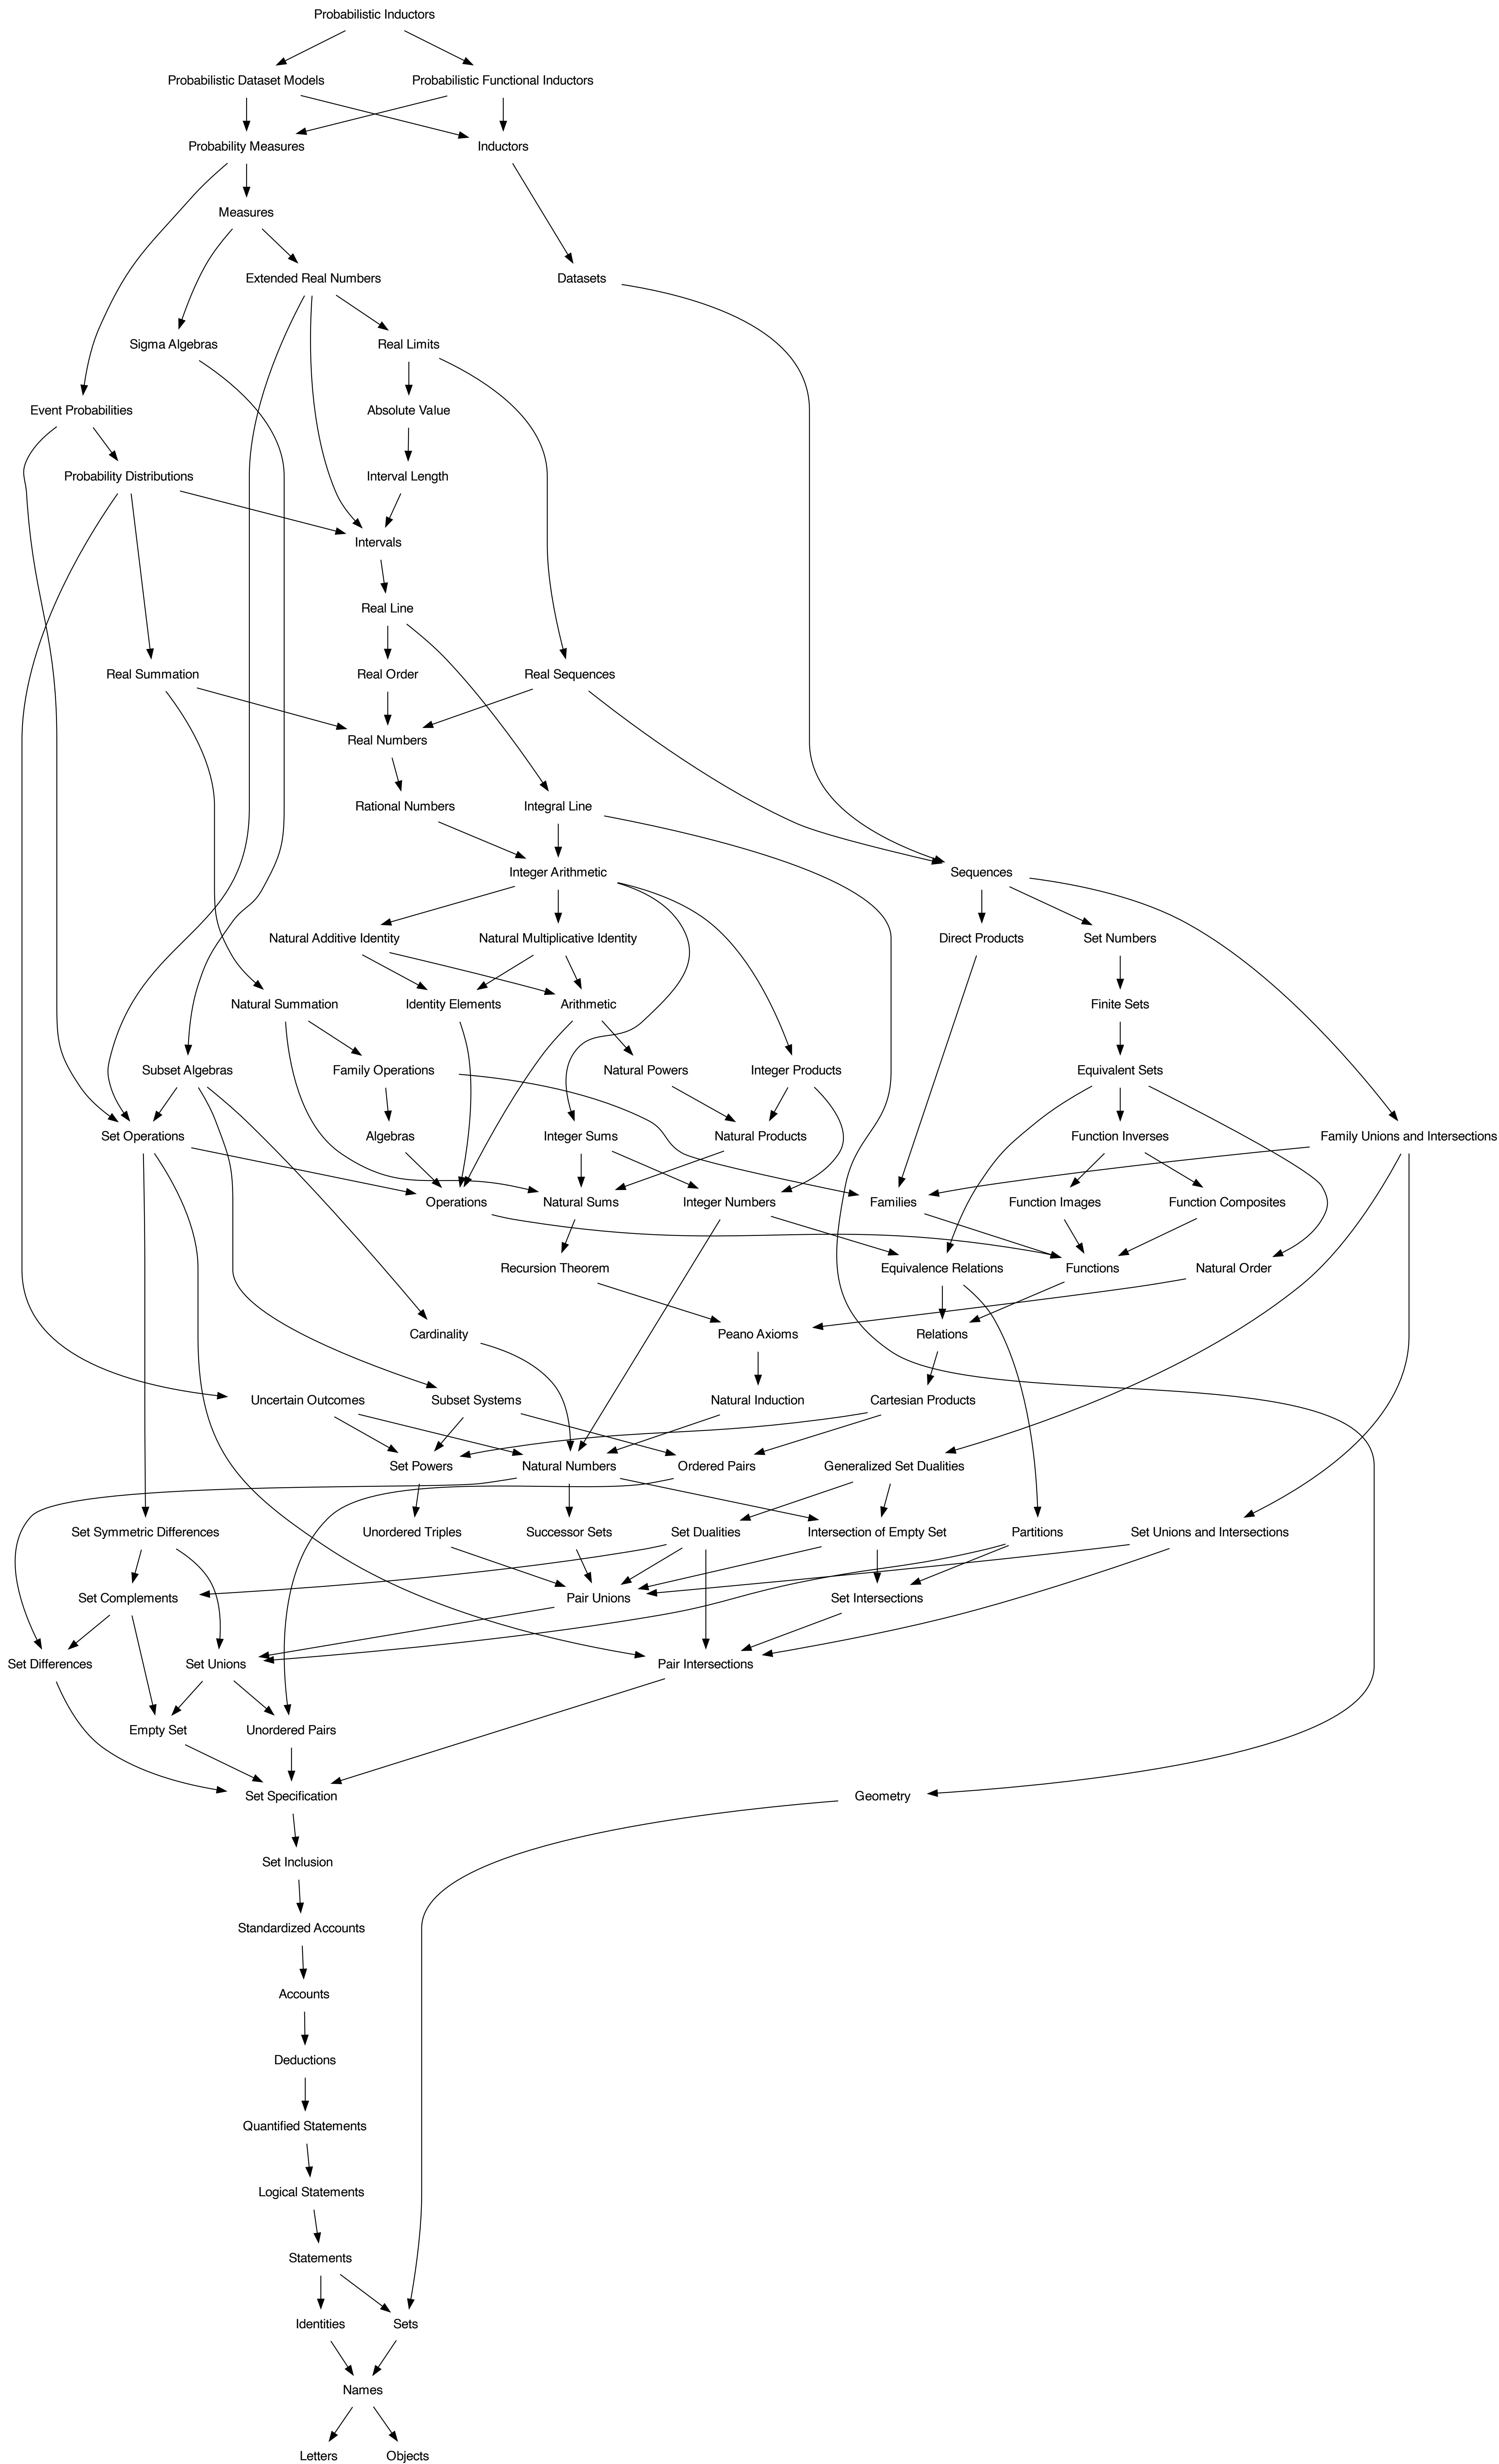 Probabilistic Inductors
Probabilistic Dataset Models
Probabilistic Functional Inductors
Probability Measures
Inductors
Measures
Extended Real Numbers
Datasets
Sigma Algebras
Real Limits
Event Probabilities
Absolute Value
Probability Distributions
Interval Length
Intervals
Real Line
Real Summation
Real Order
Real Sequences
Real Numbers
Rational Numbers
Integral Line
Integer Arithmetic
Sequences
Natural Additive Identity
Natural Multiplicative Identity
Direct Products
Set Numbers
Natural Summation
Identity Elements
Arithmetic
Finite Sets
Subset Algebras
Family Operations
Natural Powers
Integer Products
Equivalent Sets
Set Operations
Algebras
Integer Sums
Natural Products
Function Inverses
Family Unions and Intersections
Operations
Natural Sums
Integer Numbers
Families
Function Images
Function Composites
Recursion Theorem
Equivalence Relations
Functions
Natural Order
Cardinality
Peano Axioms
Relations
Uncertain Outcomes
Subset Systems
Natural Induction
Cartesian Products
Set Powers
Natural Numbers
Ordered Pairs
Generalized Set Dualities
Set Symmetric Differences
Unordered Triples
Successor Sets
Set Dualities
Intersection of Empty Set
Partitions
Set Unions and Intersections
Set Complements
Pair Unions
Set Intersections
Set Differences
Set Unions
Pair Intersections
Empty Set
Unordered Pairs
Set Specification
Geometry
Set Inclusion
Standardized Accounts
Accounts
Deductions
Quantified Statements
Logical Statements
Statements
Identities
Sets
Names
Letters
Objects